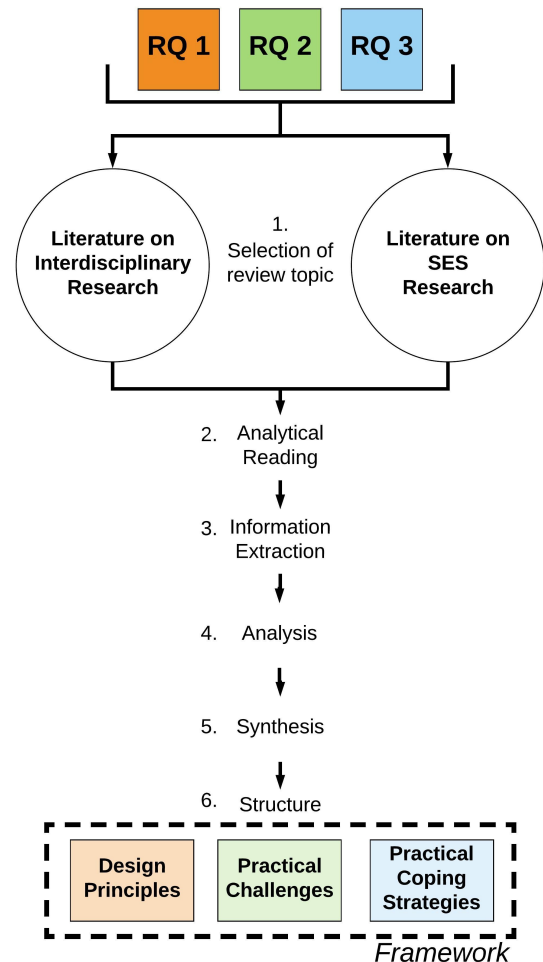 RQ 1
RQ 2
RQ 3
Literature on
Interdisciplinary
Research
1.
Selection of
review topic
Literature on
SES
Research
2. Analytical
Reading
3. Information
Extraction
4. Analysis
5. Synthesis
6. Structure
Design
Principles
Practical
Challenges
Practical
Coping
Strategies
Framework